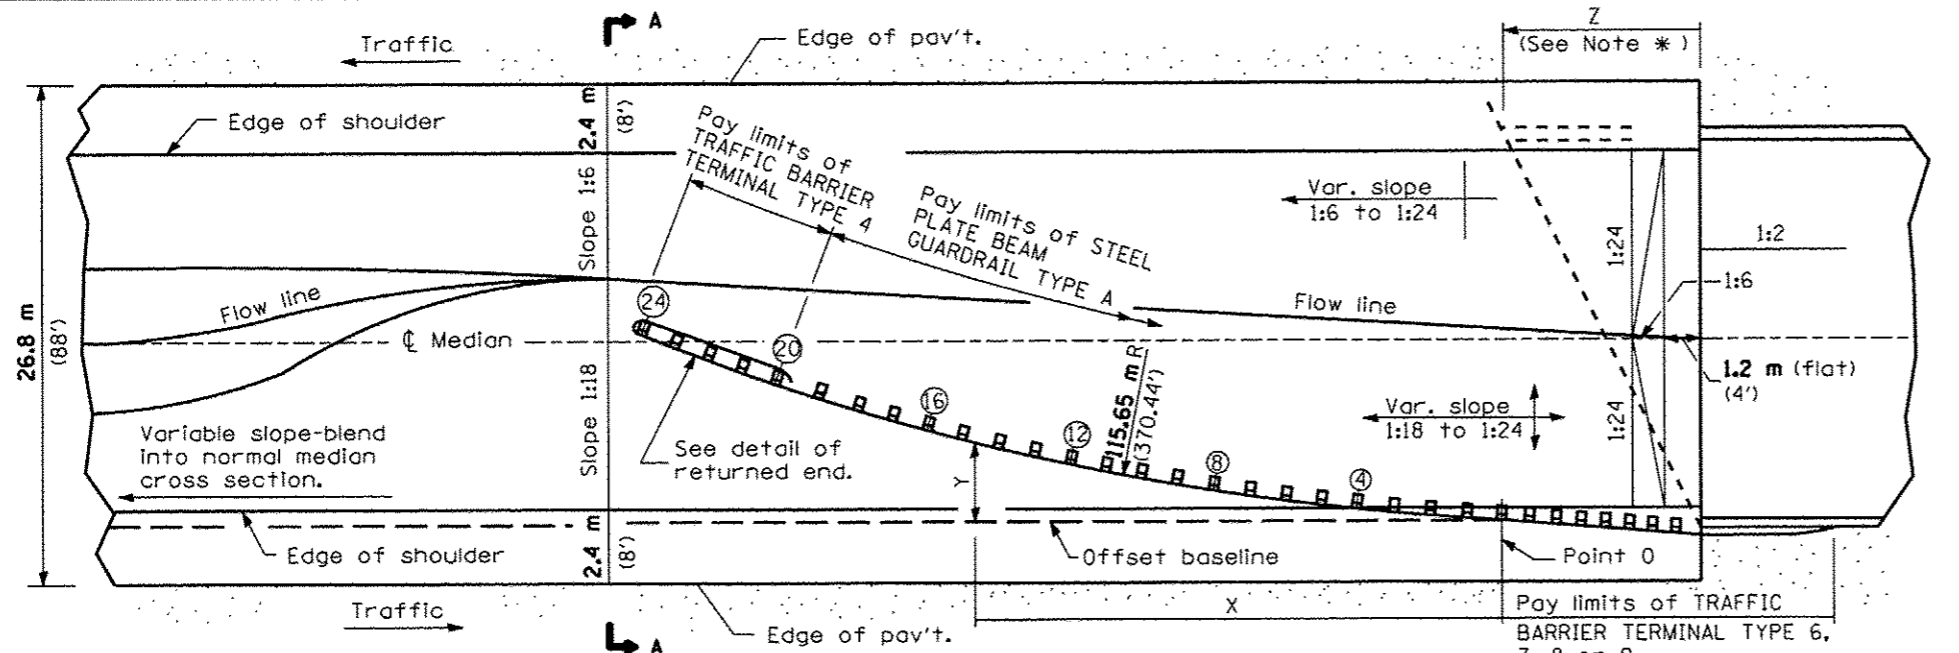 A
Z
(See Note *)
Traffic
Edge of pav't.
Edge of shoulder
2.4 m
(8')
Pay limits of
TRAFFIC BARRIER
TERMINAL TYPE 4
Pay limits of STEEL
PLATE BEAM
GUARDRAIL TYPE A
Var. slope
1:6 to 1:24
1:24
1:2
1:6
Slope 1:6
Flow line
Flow line
24
20
16
12
8
4
℄ Median
26.8 m
(88')
115.65 m R
(370.44')
1.2 m (flat)
(4')
Slope 1:18
Var. slope
1:18 to 1:24
1:24
Variable slope-blend
into normal median
cross section.
See detail of
returned end.
Y
Edge of shoulder
2.4 m
(8')
Offset baseline
Point 0
Traffic
X
Edge of pav't.
A
Pay limits of TRAFFIC
BARRIER TERMINAL TYPE 6,